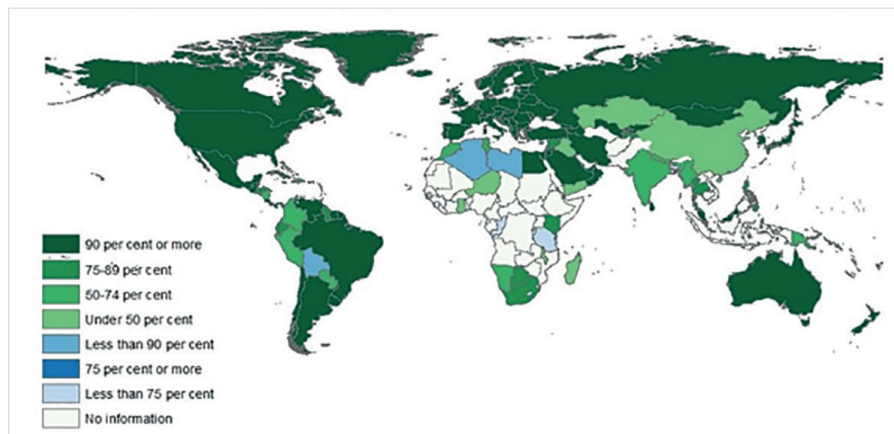 90 per cent or more
75-89 per cent
50-74 per cent
Under 50 per cent
Less than 90 per cent
75 per cent or more
Less than 75 per cent
No information